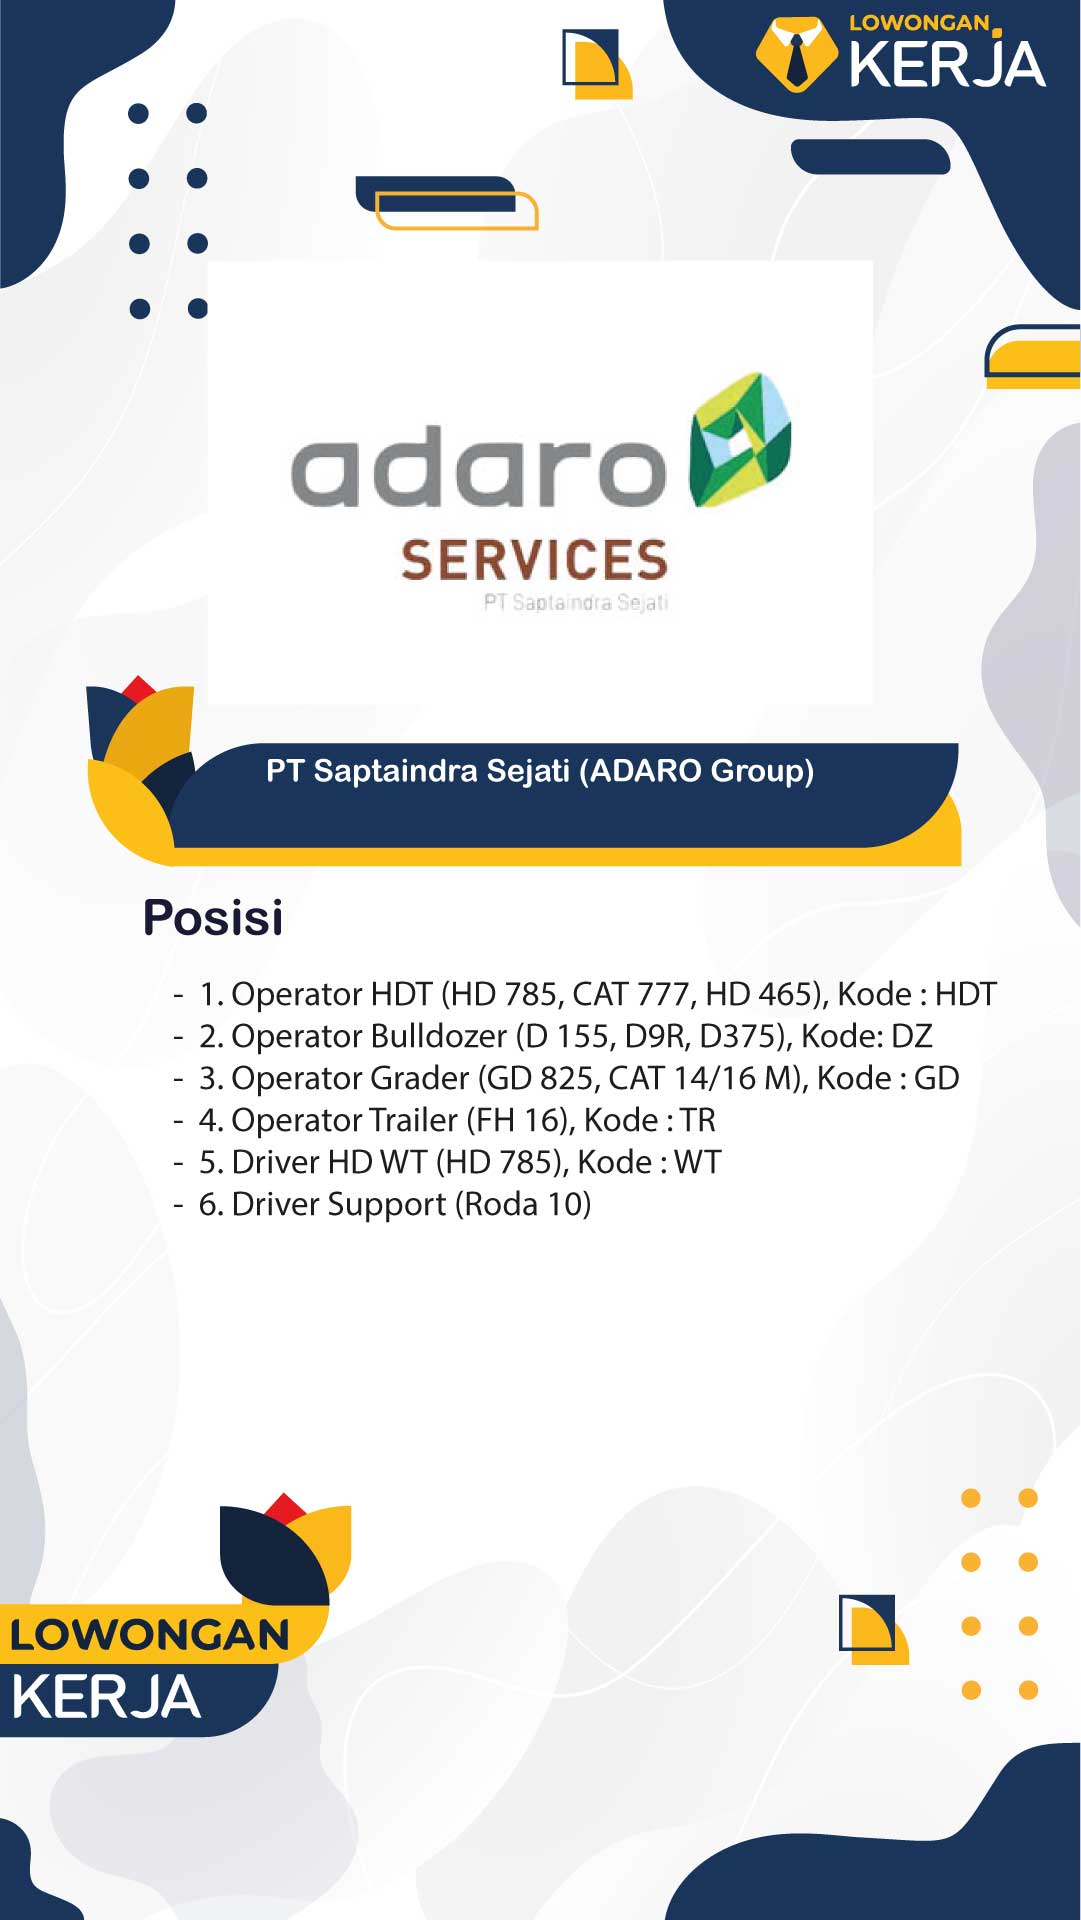 LOWONGAN
KERJA
adaro
SERVICES
PT Saptaindra Sejati
PT Saptaindra Sejati (ADARO Group)
Posisi
- 1. Operator HDT (HD 785, CAT 777, HD 465), Kode : HDT
- 2. Operator Bulldozer (D 155, D9R, D375), Kode: DZ
- 3. Operator Grader (GD 825, CAT 14/16 M), Kode : GD
- 4. Operator Trailer (FH 16), Kode : TR
- 5. Driver HD WT (HD 785), Kode : WT
- 6. Driver Support (Roda 10)
LOWONGAN
KERJA